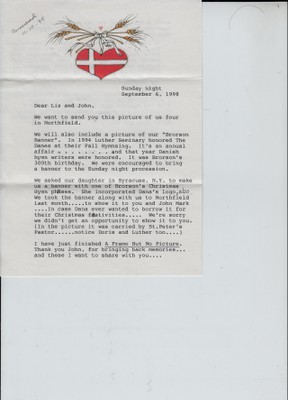 Sunday night
September 6, 1998
Dear Liz and John,
We want to send you this picture of us four
in Northfield.
We will also include a picture of our "Brorson
Banner". In 1994 Luther Seminary honored The
Danes at their Fall Hymnsing. It's an annual
affair . . . . . . . and that year Danish
hymn writers were honored. It was Brorson's
300th birthday. We were encouraged to bring
a banner to the Sunday night procession.
We asked our daughter in Syracuse, N.Y. to make
us a banner with one of Brorson's Christmas
Hymn phrases. She incorporated Dana's logo,
We took the banner along with us to Northfield
last month.....to show it to you and John Mark
....in case Dana ever wanted to borrow it for
their Christmas festivities..... We're sorry
we didn't get an opportunity to show it to you.
(In the picture it was carried by St.Peter's
Pastor.....notice Doris and Luther too....)
I have just finished A Frame But No Picture.
Thank you John, for bringing back memories...
and these I want to share with you....